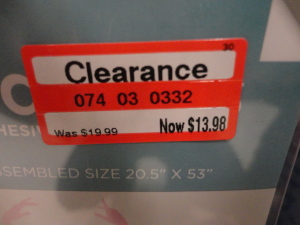 30
Clearance
074 03 0332
Was $19.99 Now $13.98
SEMBLED SIZE 20.5" X 53"